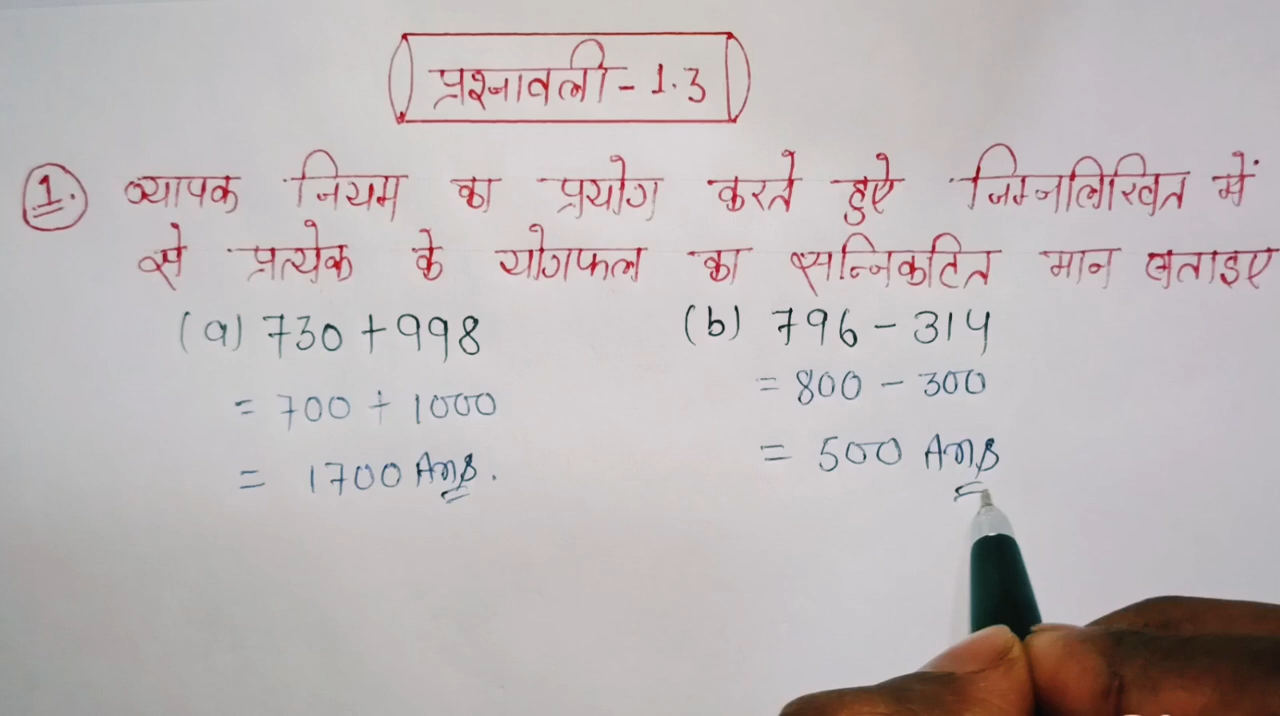 प्रश्नावली - 1.3
1. व्यापक नियम का प्रयोग करते हुऐ निम्नलिखित में
से प्रत्येक के योगफल का सन्निकटित मान बताइए
(a) 730 + 998
= 700 + 1000
= 1700 Ans.
(b) 796 - 314
= 800 - 300
= 500 Ans